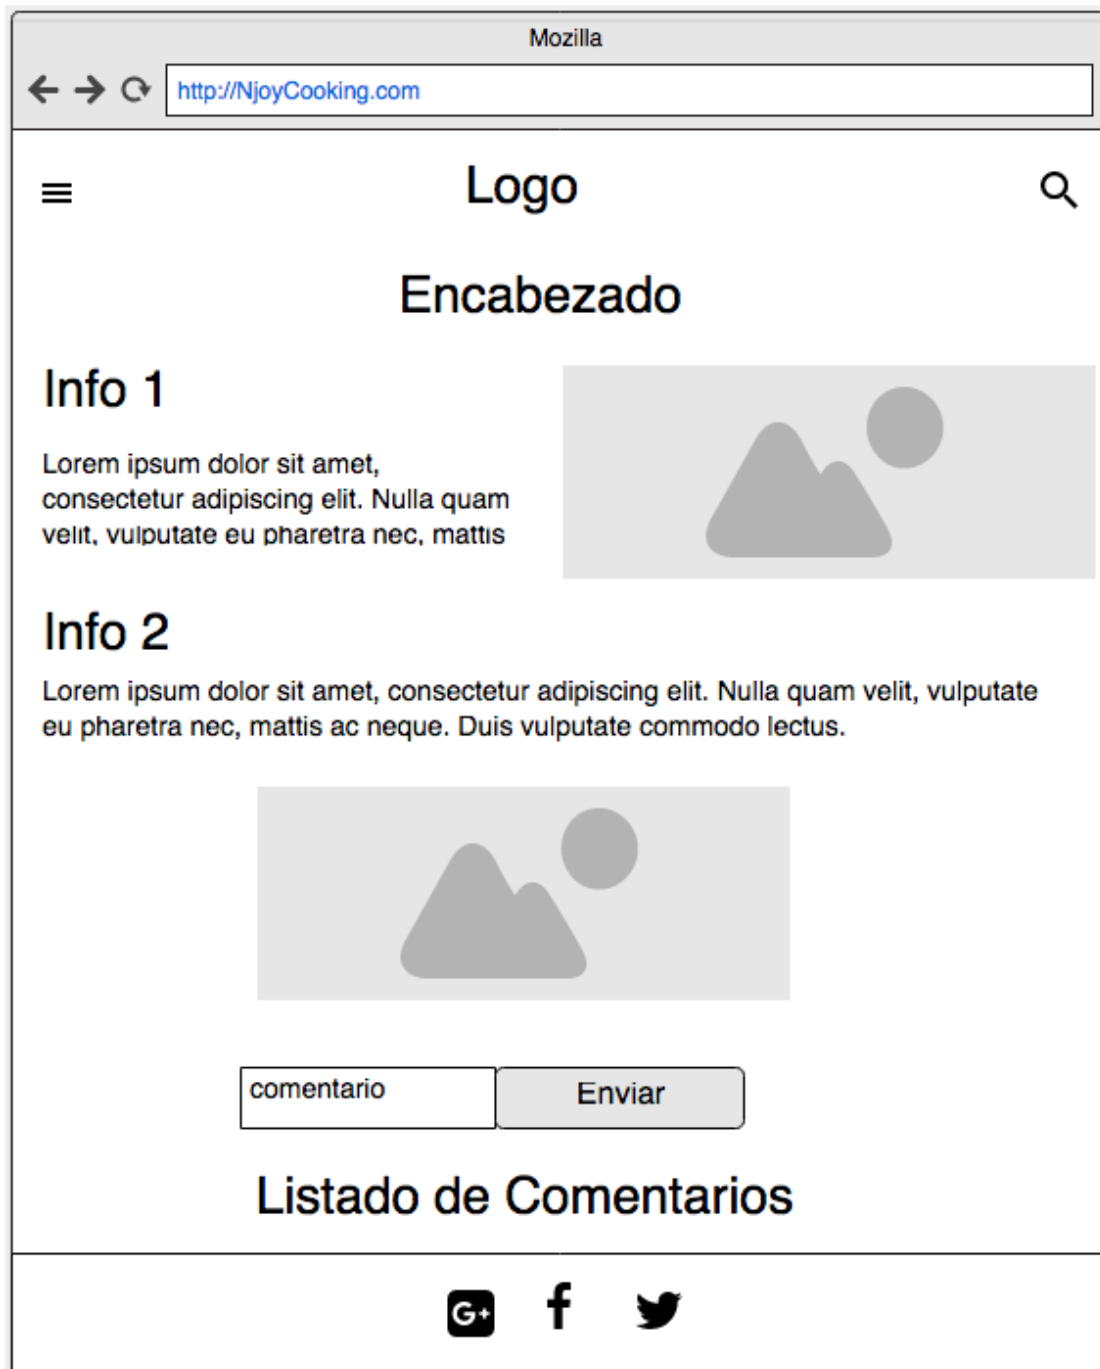 Mozilla
http://NjoyCooking.com
Logo
Encabezado
Info 1
Lorem ipsum dolor sit amet,
consectetur adipiscing elit. Nulla quam
velit, vulputate eu pharetra nec, mattis
Info 2
Lorem ipsum dolor sit amet, consectetur adipiscing elit. Nulla quam velit, vulputate
eu pharetra nec, mattis ac neque. Duis vulputate commodo lectus.
comentario
Enviar
Listado de Comentarios
G+